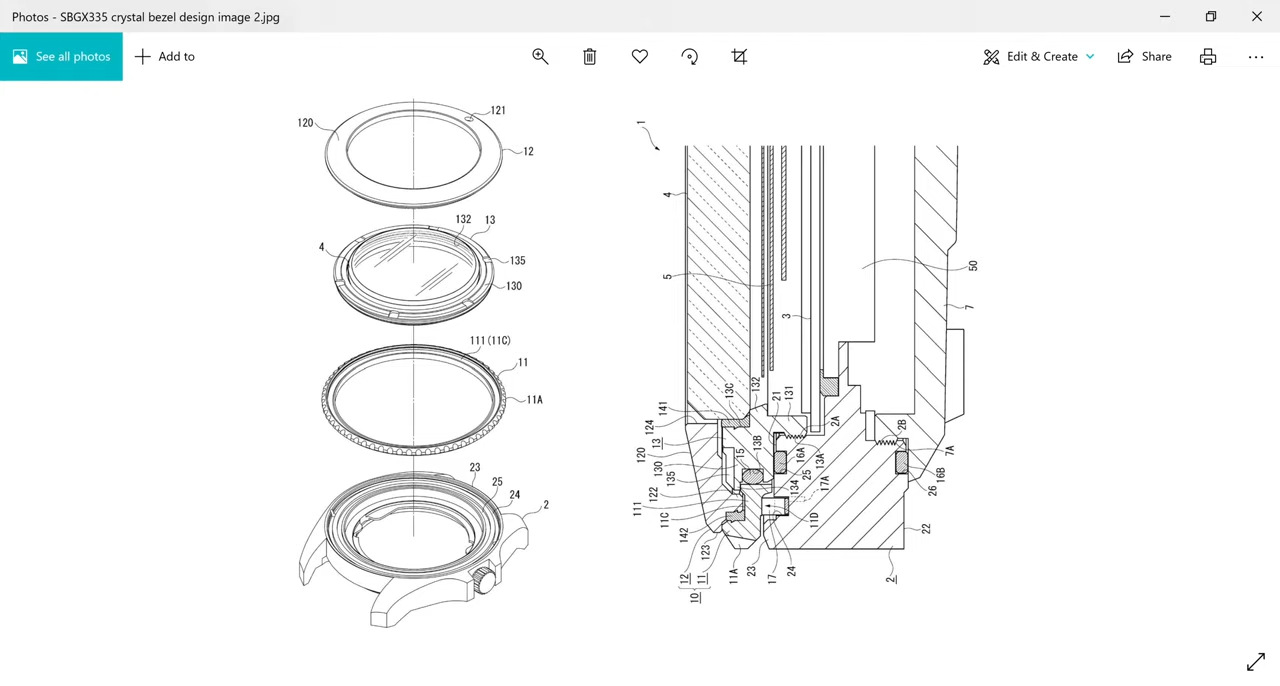 Photos - SBGX335 crystal bezel design image 2.jpg
See all photos
Add to
Edit & Create
Share
121
120
12
132
13
4
135
130
111 (11C)
11
11A
23
25
24
2
1
4
5
3
50
7
132
13C
141
124
13
120
130
135
122
111
11C
142
123
12
11
10
11A
23
17
24
15
13B
21
131
2A
16A
13A
25
134
17A
11D
2B
7A
16B
26
22
2